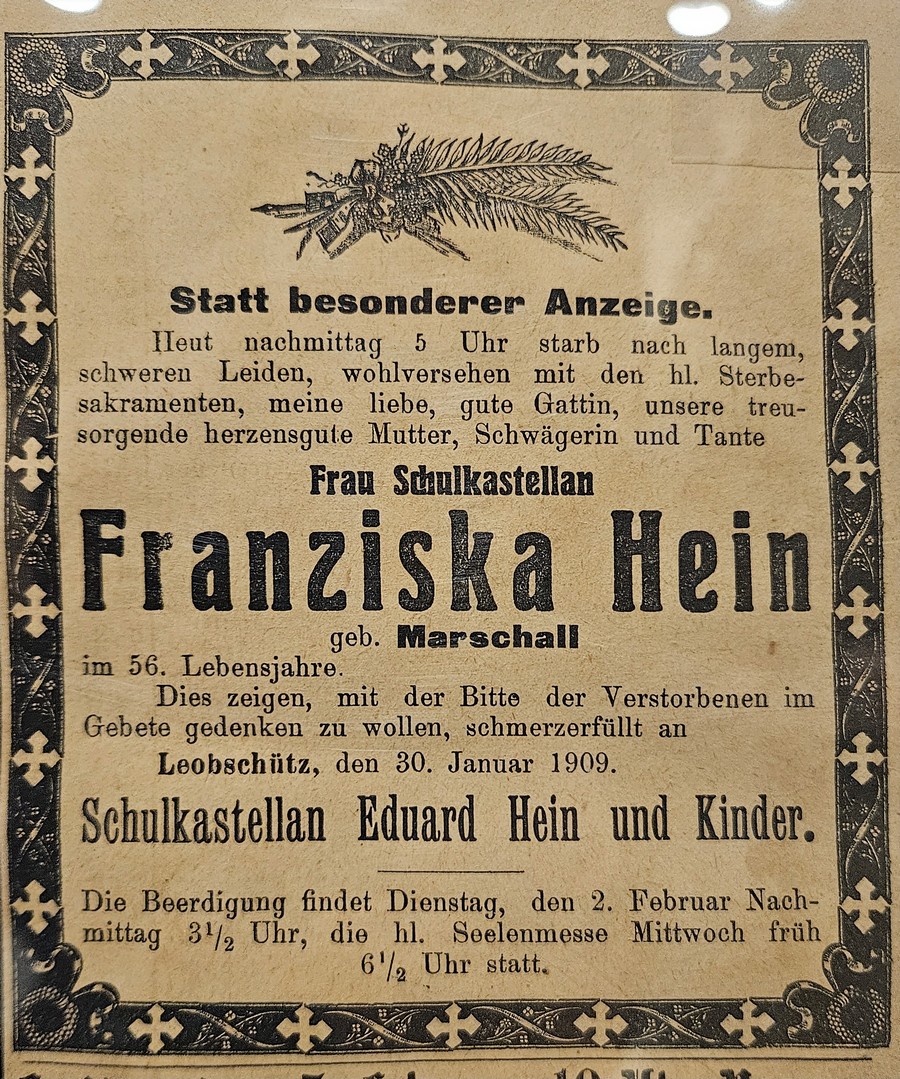 Statt besonderer Anzeige.
Heut nachmittag 5 Uhr starb nach langem,
schweren Leiden, wohlversehen mit den hl. Sterbe-
sakramenten, meine liebe, gute Gattin, unsere treu-
sorgende herzensgute Mutter, Schwägerin und Tante
Frau Schulkastellan
Franziska Hein
geb. Marschall
im 56. Lebensjahre.
Dies zeigen, mit der Bitte der Verstorbenen im
Gebete gedenken zu wollen, schmerzerfüllt an
Leobschütz, den 30. Januar 1909.
Schulkastellan Eduard Hein und Kinder.
Die Beerdigung findet Dienstag, den 2. Februar Nach-
mittag 3½ Uhr, die hl. Seelenmesse Mittwoch früh
6½ Uhr statt.